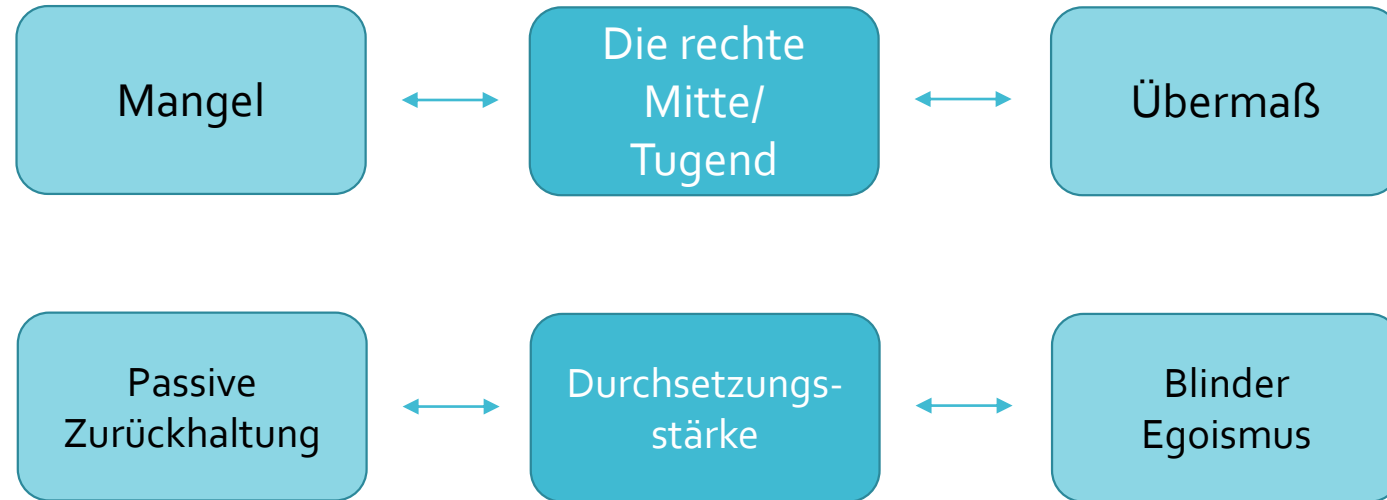 Mangel
Die rechte
Mitte/
Tugend
Übermaß
Passive
Zurückhaltung
Durchsetzungs-
stärke
Blinder
Egoismus